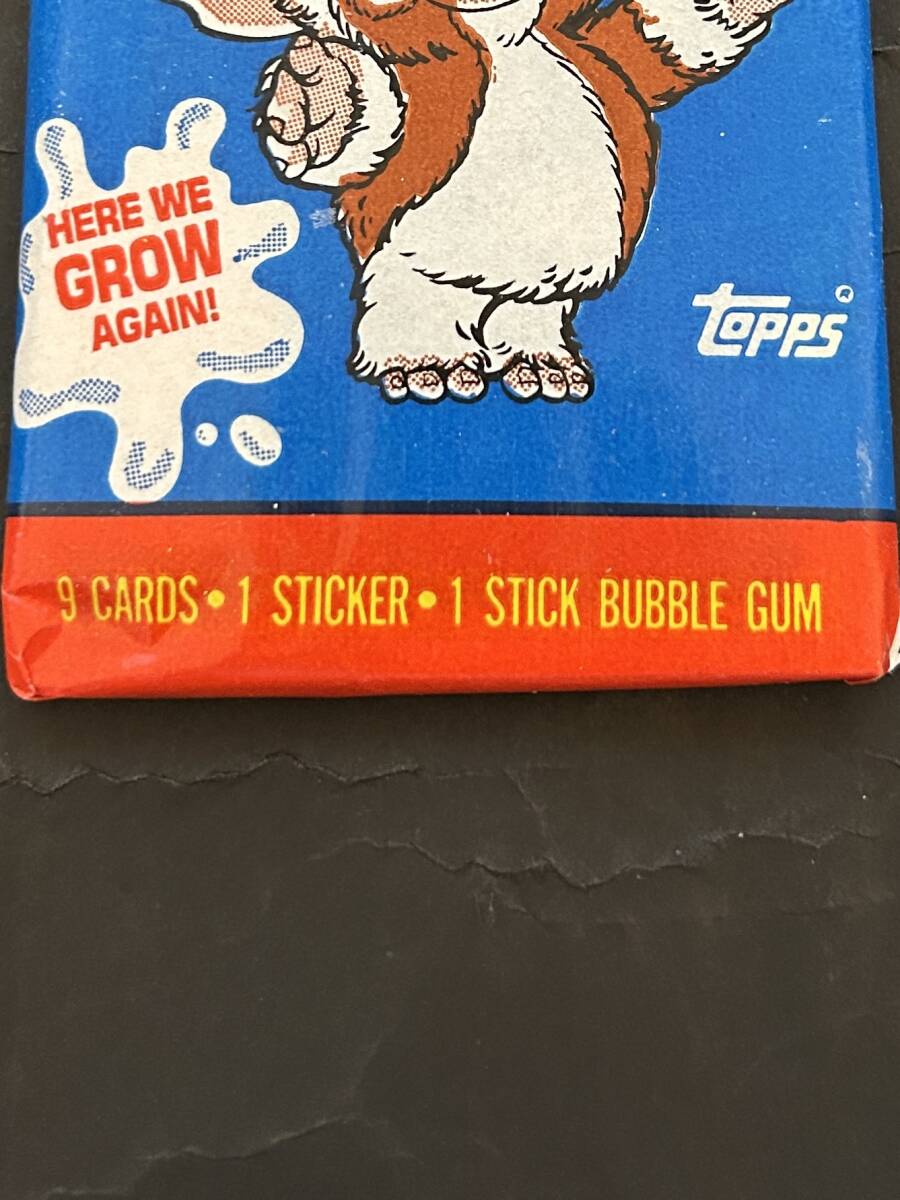 HERE WE
GROW
AGAIN!
topps®
9 CARDS • 1 STICKER • 1 STICK BUBBLE GUM